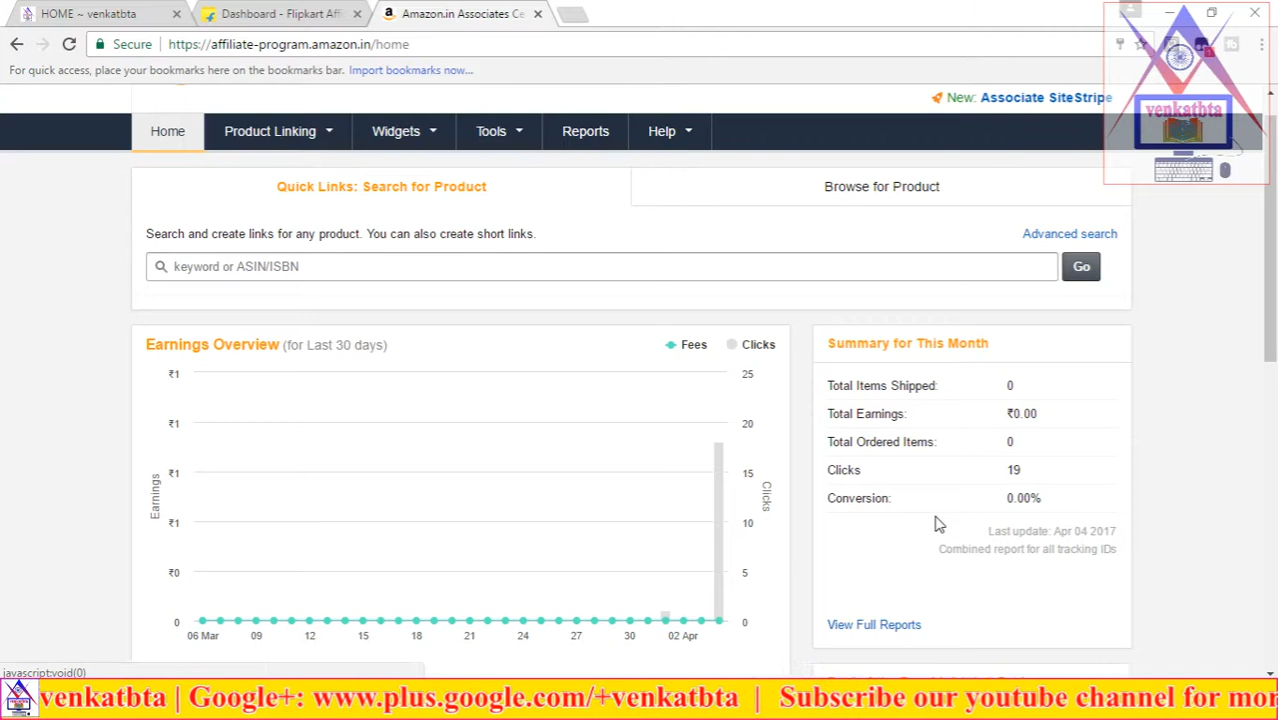 HOME ~ venkatbta
Dashboard - Flipkart Affi
Amazon.in Associates Ce
Secure
https://affiliate-program.amazon.in/home
For quick access, place your bookmarks here on the bookmarks bar. Import bookmarks now...
New: Associate SiteStripe
venkatbta
Home
Product Linking
Widgets
Tools
Reports
Help
Quick Links: Search for Product
Browse for Product
Search and create links for any product. You can also create short links.
Advanced search
keyword or ASIN/ISBN
Go
Earnings Overview (for Last 30 days)
Fees
Clicks
Summary for This Month
₹1
25
₹1
20
₹1
15
₹1
10
₹0
5
0
0
Earnings
Clicks
06 Mar
09
12
15
18
21
24
27
30
02 Apr
Total Items Shipped: 0
Total Earnings: ₹0.00
Total Ordered Items: 0
Clicks 19
Conversion: 0.00%
Last update: Apr 04 2017
Combined report for all tracking IDs
View Full Reports
javascript:void(0)
venkatbta | Google+: www.plus.google.com/+venkatbta | Subscribe our youtube channel for mor